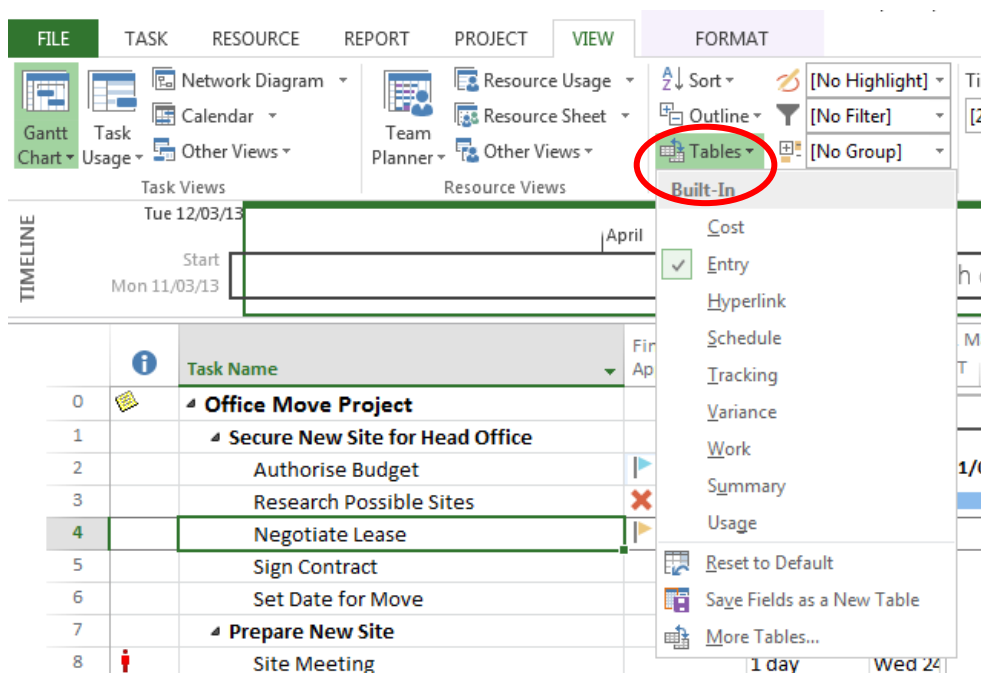 FILE TASK RESOURCE REPORT PROJECT VIEW FORMAT
Gantt Chart
Task Usage
Network Diagram
Calendar
Other Views
Task Views
Team Planner
Resource Usage
Resource Sheet
Other Views
Resource Views
Sort
Outline
Tables
[No Highlight]
[No Filter]
[No Group]
Built-In
Cost
Entry
Hyperlink
Schedule
Tracking
Variance
Work
Summary
Usage
Reset to Default
Save Fields as a New Table
More Tables...
TIMELINE
Tue 12/03/13
Start
Mon 11/03/13
April
Task Name
0 Office Move Project
1 Secure New Site for Head Office
2 Authorise Budget
3 Research Possible Sites
4 Negotiate Lease
5 Sign Contract
6 Set Date for Move
7 Prepare New Site
8 Site Meeting 1 day Wed 24